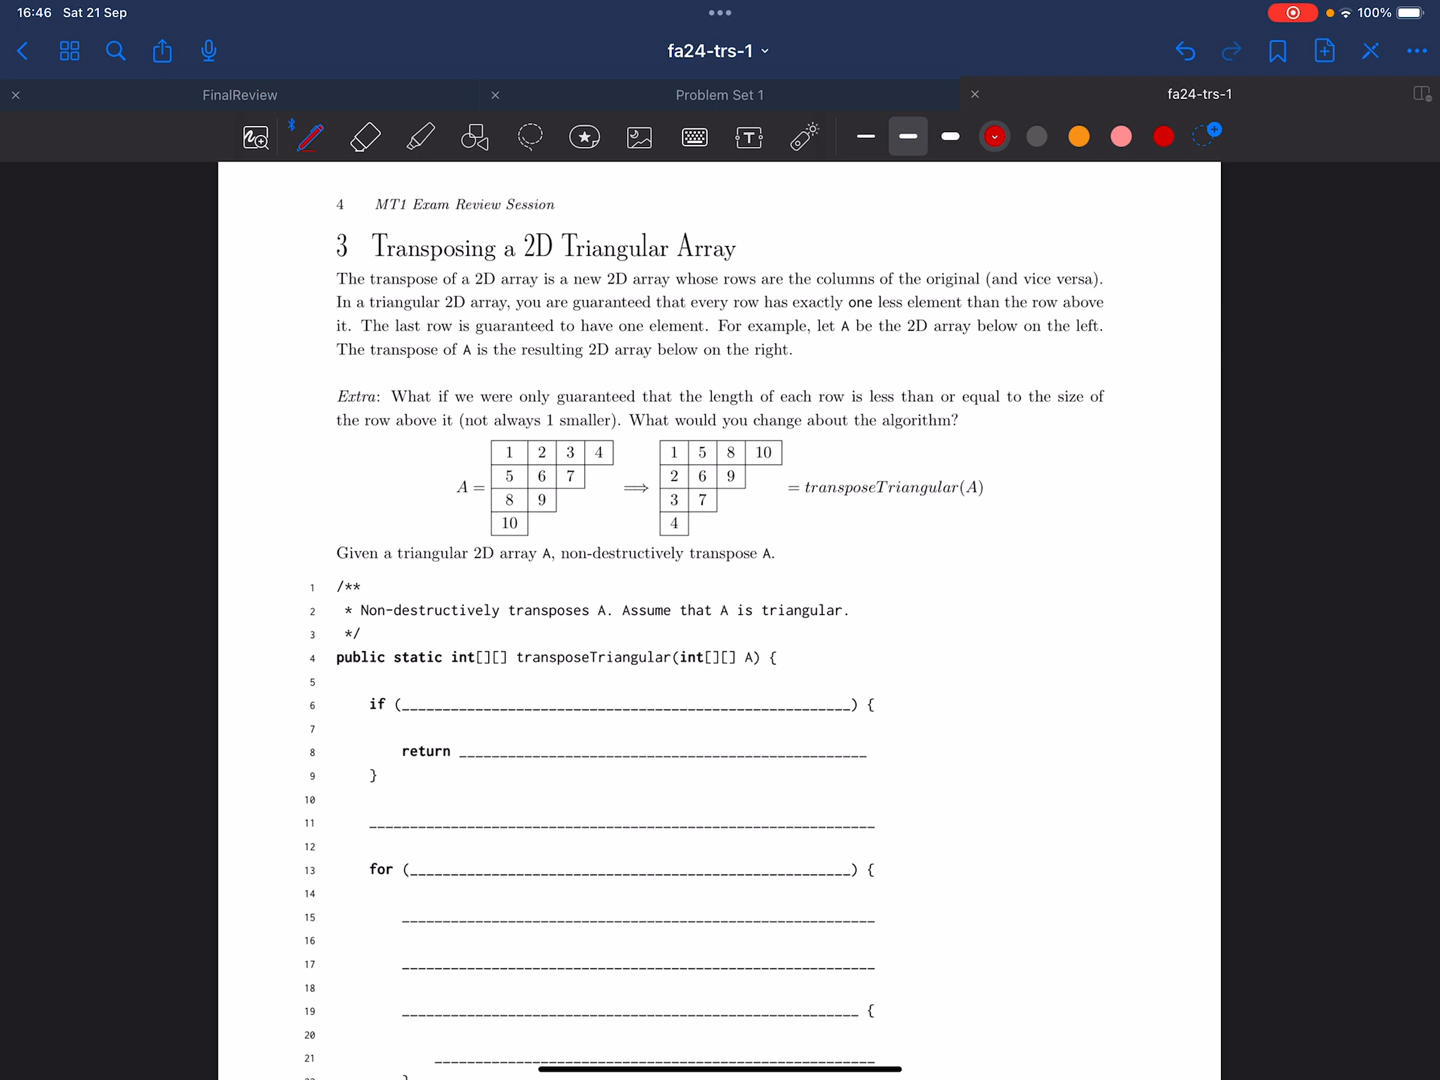 16:46 Sat 21 Sep
100%
fa24-trs-1
FinalReview
Problem Set 1
fa24-trs-1
4 MT1 Exam Review Session
3 Transposing a 2D Triangular Array
The transpose of a 2D array is a new 2D array whose rows are the columns of the original (and vice versa).
In a triangular 2D array, you are guaranteed that every row has exactly one less element than the row above
it. The last row is guaranteed to have one element. For example, let A be the 2D array below on the left.
The transpose of A is the resulting 2D array below on the right.
Extra: What if we were only guaranteed that the length of each row is less than or equal to the size of
the row above it (not always 1 smaller). What would you change about the algorithm?
1 2 3 4 1 5 8 10
5 6 7 2 6 9
A = ⟹ = transposeTriangular(A)
8 9 3 7
10 4
Given a triangular 2D array A, non-destructively transpose A.
1 /**
2 * Non-destructively transposes A. Assume that A is triangular.
3 */
4 public static int[][] transposeTriangular(int[][] A) {
5
6 if (_______________________________________________________) {
7
8 return __________________________________________________
9 }
10
11 ______________________________________________________________
12
13 for (______________________________________________________) {
14
15 __________________________________________________________
16
17 __________________________________________________________
18
19 ________________________________________________________ {
20
21 ______________________________________________________